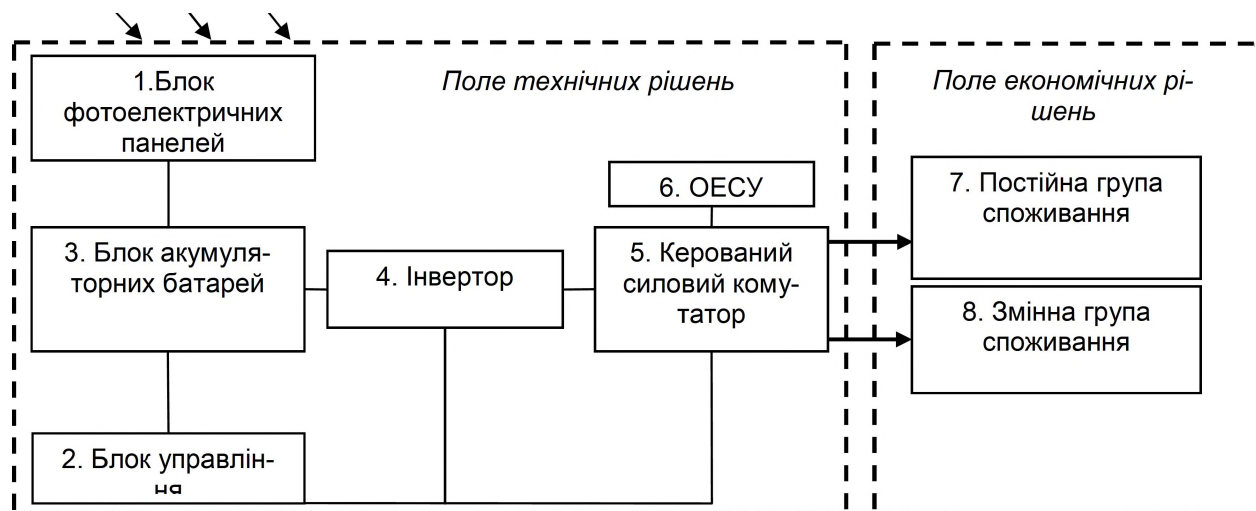 1.Блок
фотоелектричних
панелей
Поле технічних рішень
Поле економічних рі-
шень
6. ОЕСУ
7. Постійна група
споживання
3. Блок акумуля-
торних батарей
4. Інвертор
5. Керований
силовий кому-
татор
8. Змінна група
споживання
2. Блок управлін-
ня